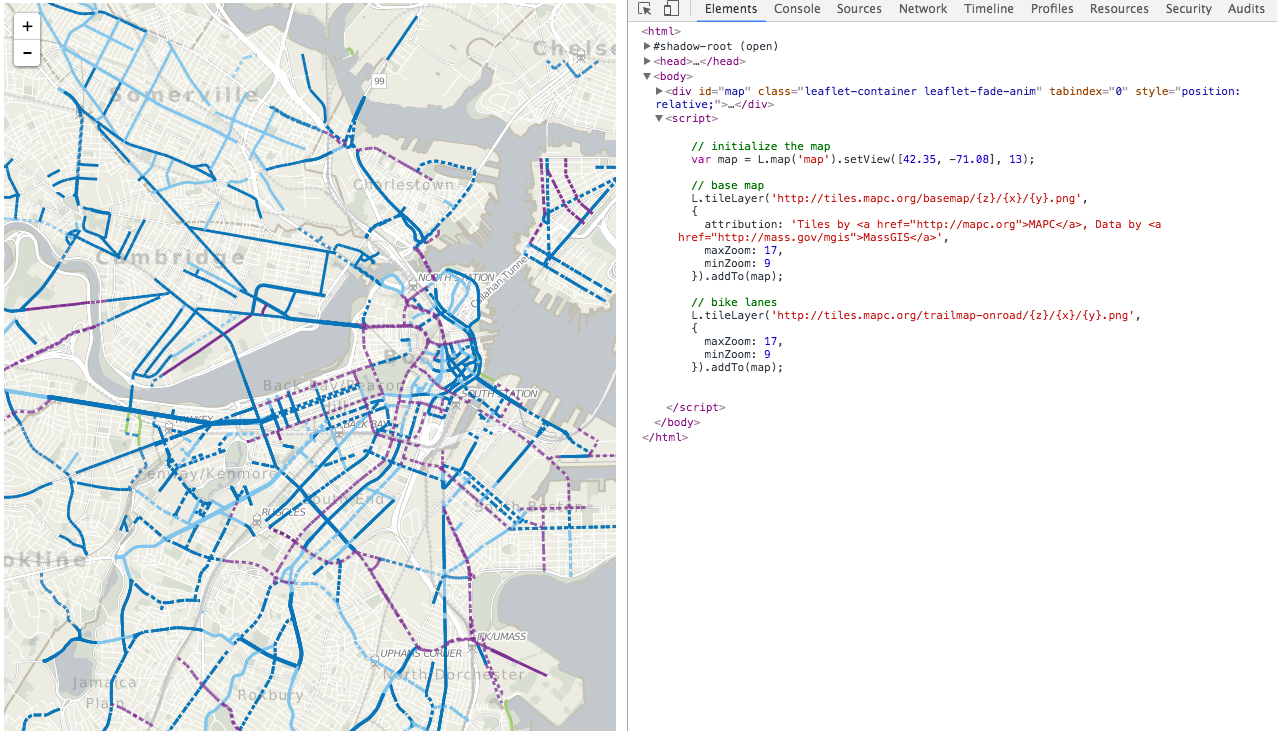 +
−
Chelse
99
Somerville
Charlestown
Cambridge
NORTH STATION
Callahan Tunnel
Back Bay/Beacon
SOUTH STATION
YAWKEY
BACK BAY
Fenway/Kenmore
South End
South Boston
RUGGLES
okline
JFK/UMASS
UPHAMS CORNER
North Dorchester
Jamaica
Plain
Roxbury
Elements Console Sources Network Timeline Profiles Resources Security Audits
<html>
▶#shadow-root (open)
▶<head>…</head>
▼<body>
▶<div id="map" class="leaflet-container leaflet-fade-anim" tabindex="0" style="position:
relative;">…</div>
▼<script>
// initialize the map
var map = L.map('map').setView([42.35, -71.08], 13);
// base map
L.tileLayer('http://tiles.mapc.org/basemap/{z}/{x}/{y}.png',
{
attribution: 'Tiles by <a href="http://mapc.org">MAPC</a>, Data by <a
href="http://mass.gov/mgis">MassGIS</a>',
maxZoom: 17,
minZoom: 9
}).addTo(map);
// bike lanes
L.tileLayer('http://tiles.mapc.org/trailmap-onroad/{z}/{x}/{y}.png',
{
maxZoom: 17,
minZoom: 9
}).addTo(map);
</script>
</body>
</html>